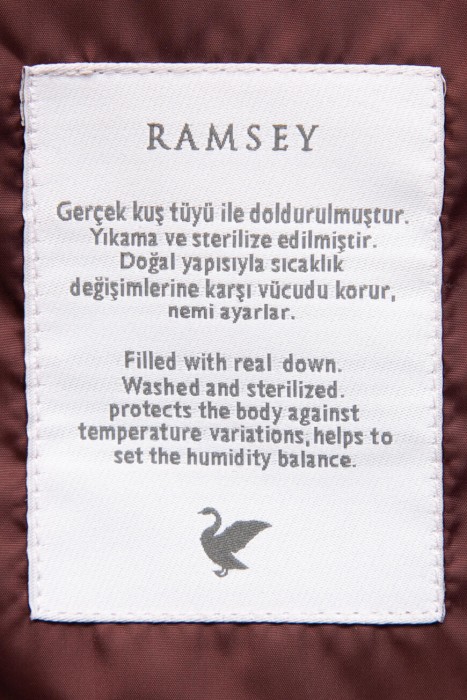 RAMSEY
Gerçek kuş tüyü ile doldurulmuştur.
Yıkama ve sterilize edilmiştir.
Doğal yapısıyla sıcaklık
değişimlerine karşı vücudu korur,
nemi ayarlar.
Filled with real down.
Washed and sterilized.
protects the body against
temperature variations, helps to
set the humidity balance.